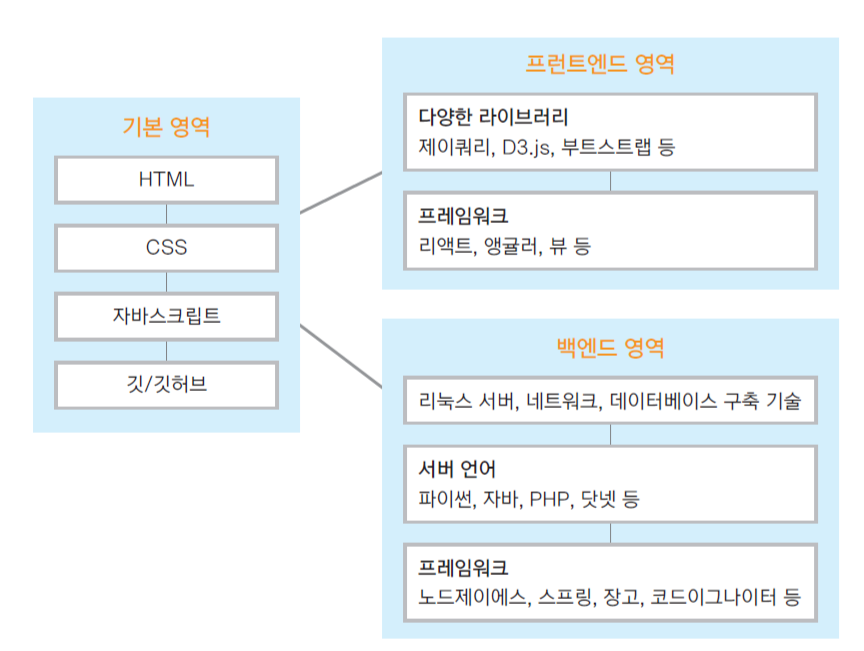 기본 영역
HTML
CSS
자바스크립트
깃/깃허브
프런트엔드 영역
다양한 라이브러리
제이쿼리, D3.js, 부트스트랩 등
프레임워크
리액트, 앵귤러, 뷰 등
백엔드 영역
리눅스 서버, 네트워크, 데이터베이스 구축 기술
서버 언어
파이썬, 자바, PHP, 닷넷 등
프레임워크
노드제이에스, 스프링, 장고, 코드이그나이터 등